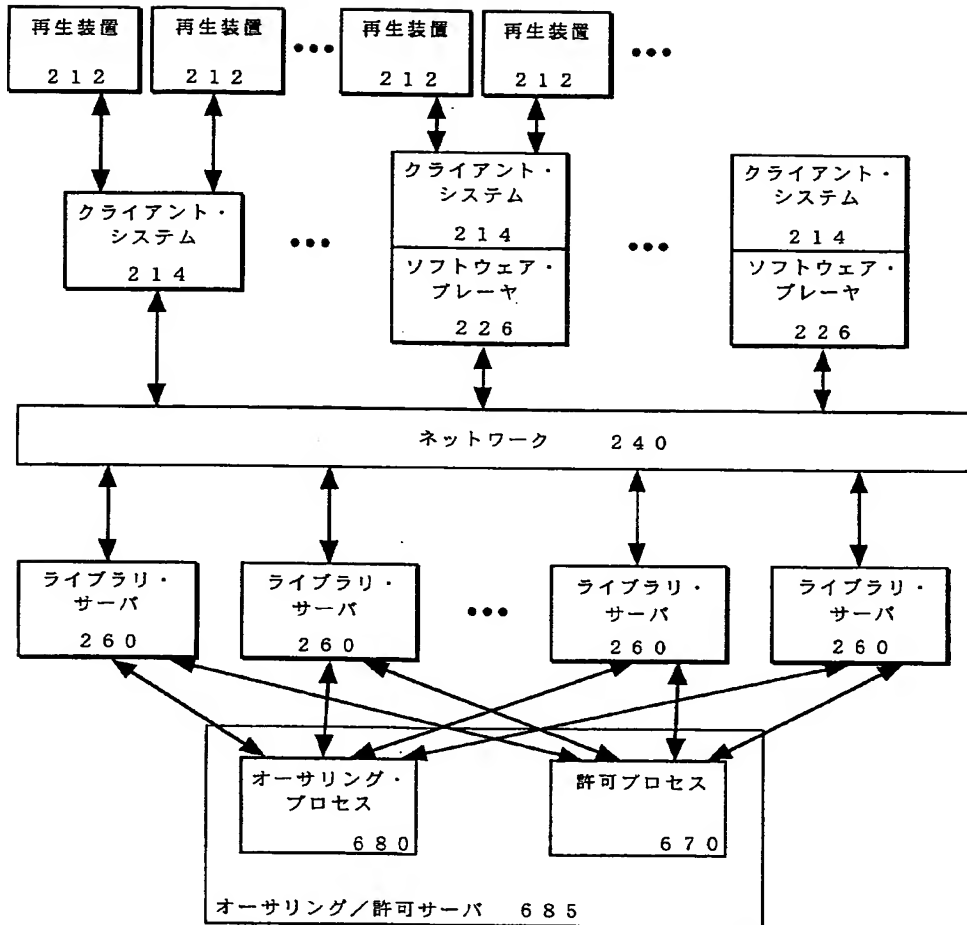 再生装置
212
再生装置
212
再生装置
212
再生装置
212
クライアント・
システム
214
クライアント・
システム
214
ソフトウェア・
プレーヤ
226
クライアント・
システム
214
ソフトウェア・
プレーヤ
226
ネットワーク 240
ライブラリ・
サーバ
260
ライブラリ・
サーバ
260
ライブラリ・
サーバ
260
ライブラリ・
サーバ
260
オーサリング・
プロセス
680
許可プロセス
670
オーサリング／許可サーバ 685